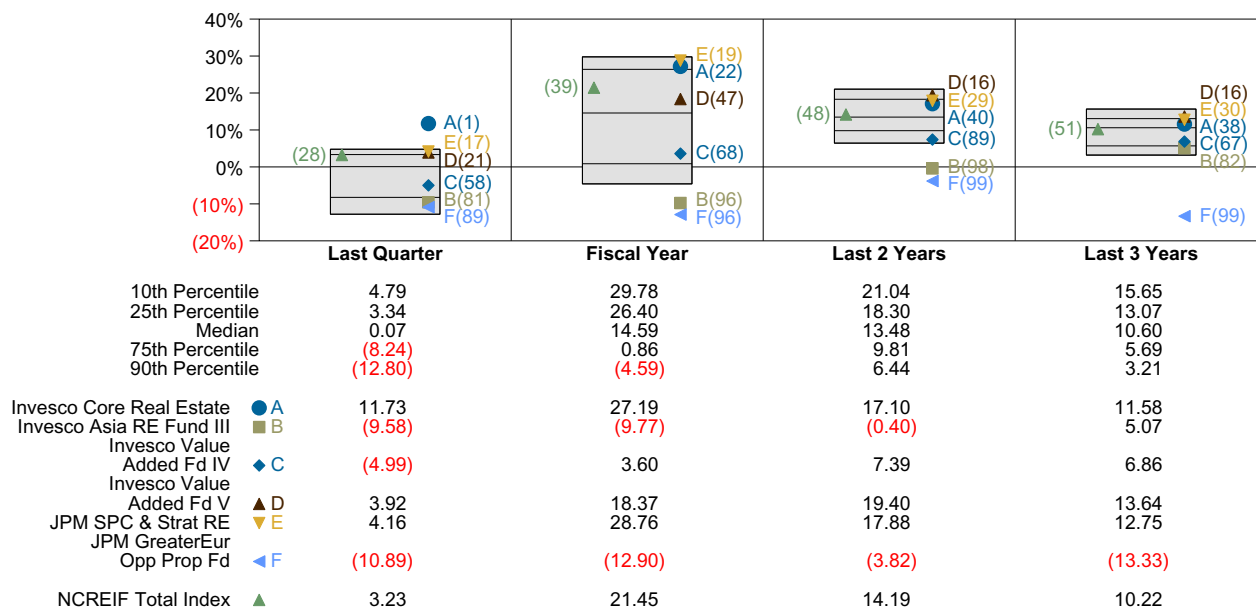 40%
30%
20%
10%
0%
(10%)
(20%)
(28)
A(1)
E(17)
D(21)
C(58)
B(81)
F(89)
(39)
E(19)
A(22)
D(47)
C(68)
B(96)
F(96)
(48)
D(16)
E(29)
A(40)
C(89)
B(98)
F(99)
(51)
D(16)
E(30)
A(38)
C(67)
B(82)
F(99)
Last Quarter Fiscal Year Last 2 Years Last 3 Years
10th Percentile 4.79 29.78 21.04 15.65
25th Percentile 3.34 26.40 18.30 13.07
Median 0.07 14.59 13.48 10.60
75th Percentile (8.24) 0.86 9.81 5.69
90th Percentile (12.80) (4.59) 6.44 3.21
Invesco Core Real Estate A 11.73 27.19 17.10 11.58
Invesco Asia RE Fund III B (9.58) (9.77) (0.40) 5.07
Invesco Value
Added Fd IV C (4.99) 3.60 7.39 6.86
Invesco Value
Added Fd V D 3.92 18.37 19.40 13.64
JPM SPC & Strat RE E 4.16 28.76 17.88 12.75
JPM GreaterEur
Opp Prop Fd F (10.89) (12.90) (3.82) (13.33)
NCREIF Total Index 3.23 21.45 14.19 10.22